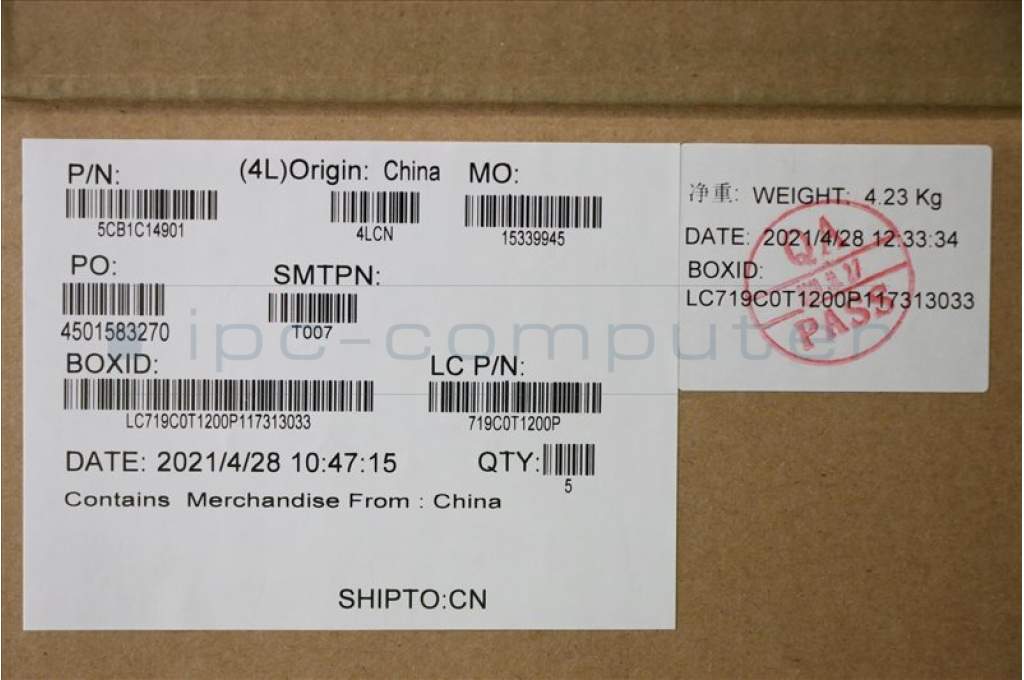 P/N:
(4L)Origin: China
MO:
5CB1C14901
4LCN
15339945
PO:
SMTPN:
4501583270
T007
BOXID:
LC P/N:
LC719C0T1200P117313033
719C0T1200P
DATE: 2021/4/28 10:47:15
QTY:
5
Contains Merchandise From : China
SHIPTO:CN
净重: WEIGHT: 4.23 Kg
DATE: 2021/4/28 12:33:34
BOXID:
LC719C0T1200P117313033
QA
PASS
ipc-computer